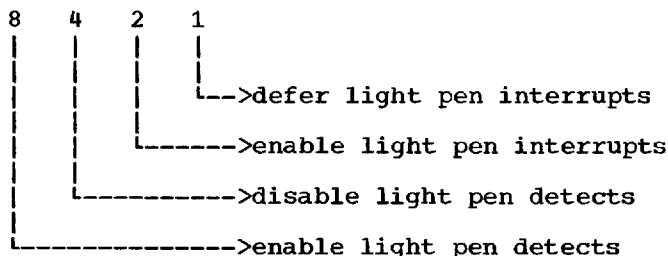 8 4 2 1
>defer light pen interrupts
>enable light pen interrupts
>disable light pen detects
>enable light pen detects